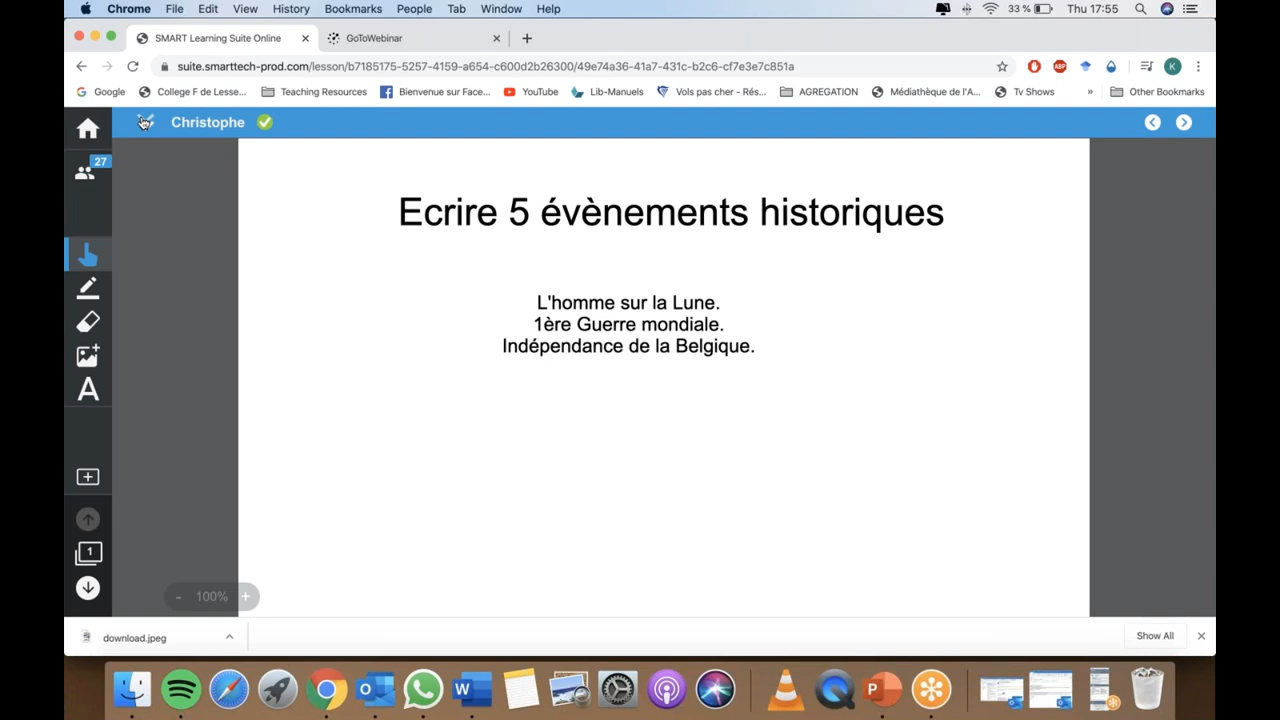 Chrome File Edit View History Bookmarks People Tab Window Help 33 % Thu 17:55
SMART Learning Suite Online GoToWebinar
suite.smarttech-prod.com/lesson/b7185175-5257-4159-a654-c600d2b26300/49e74a36-41a7-431c-b2c6-cf7e3e7c851a ABP K
Google College F de Lesse... Teaching Resources Bienvenue sur Face... YouTube Lib-Manuels Vols pas cher - Rés... AGREGATION Médiathèque de l'A... Tv Shows » Other Bookmarks
Christophe
27
Ecrire 5 évènements historiques
L'homme sur la Lune.
1ère Guerre mondiale.
Indépendance de la Belgique.
A
1
- 100% +
download.jpeg Show All